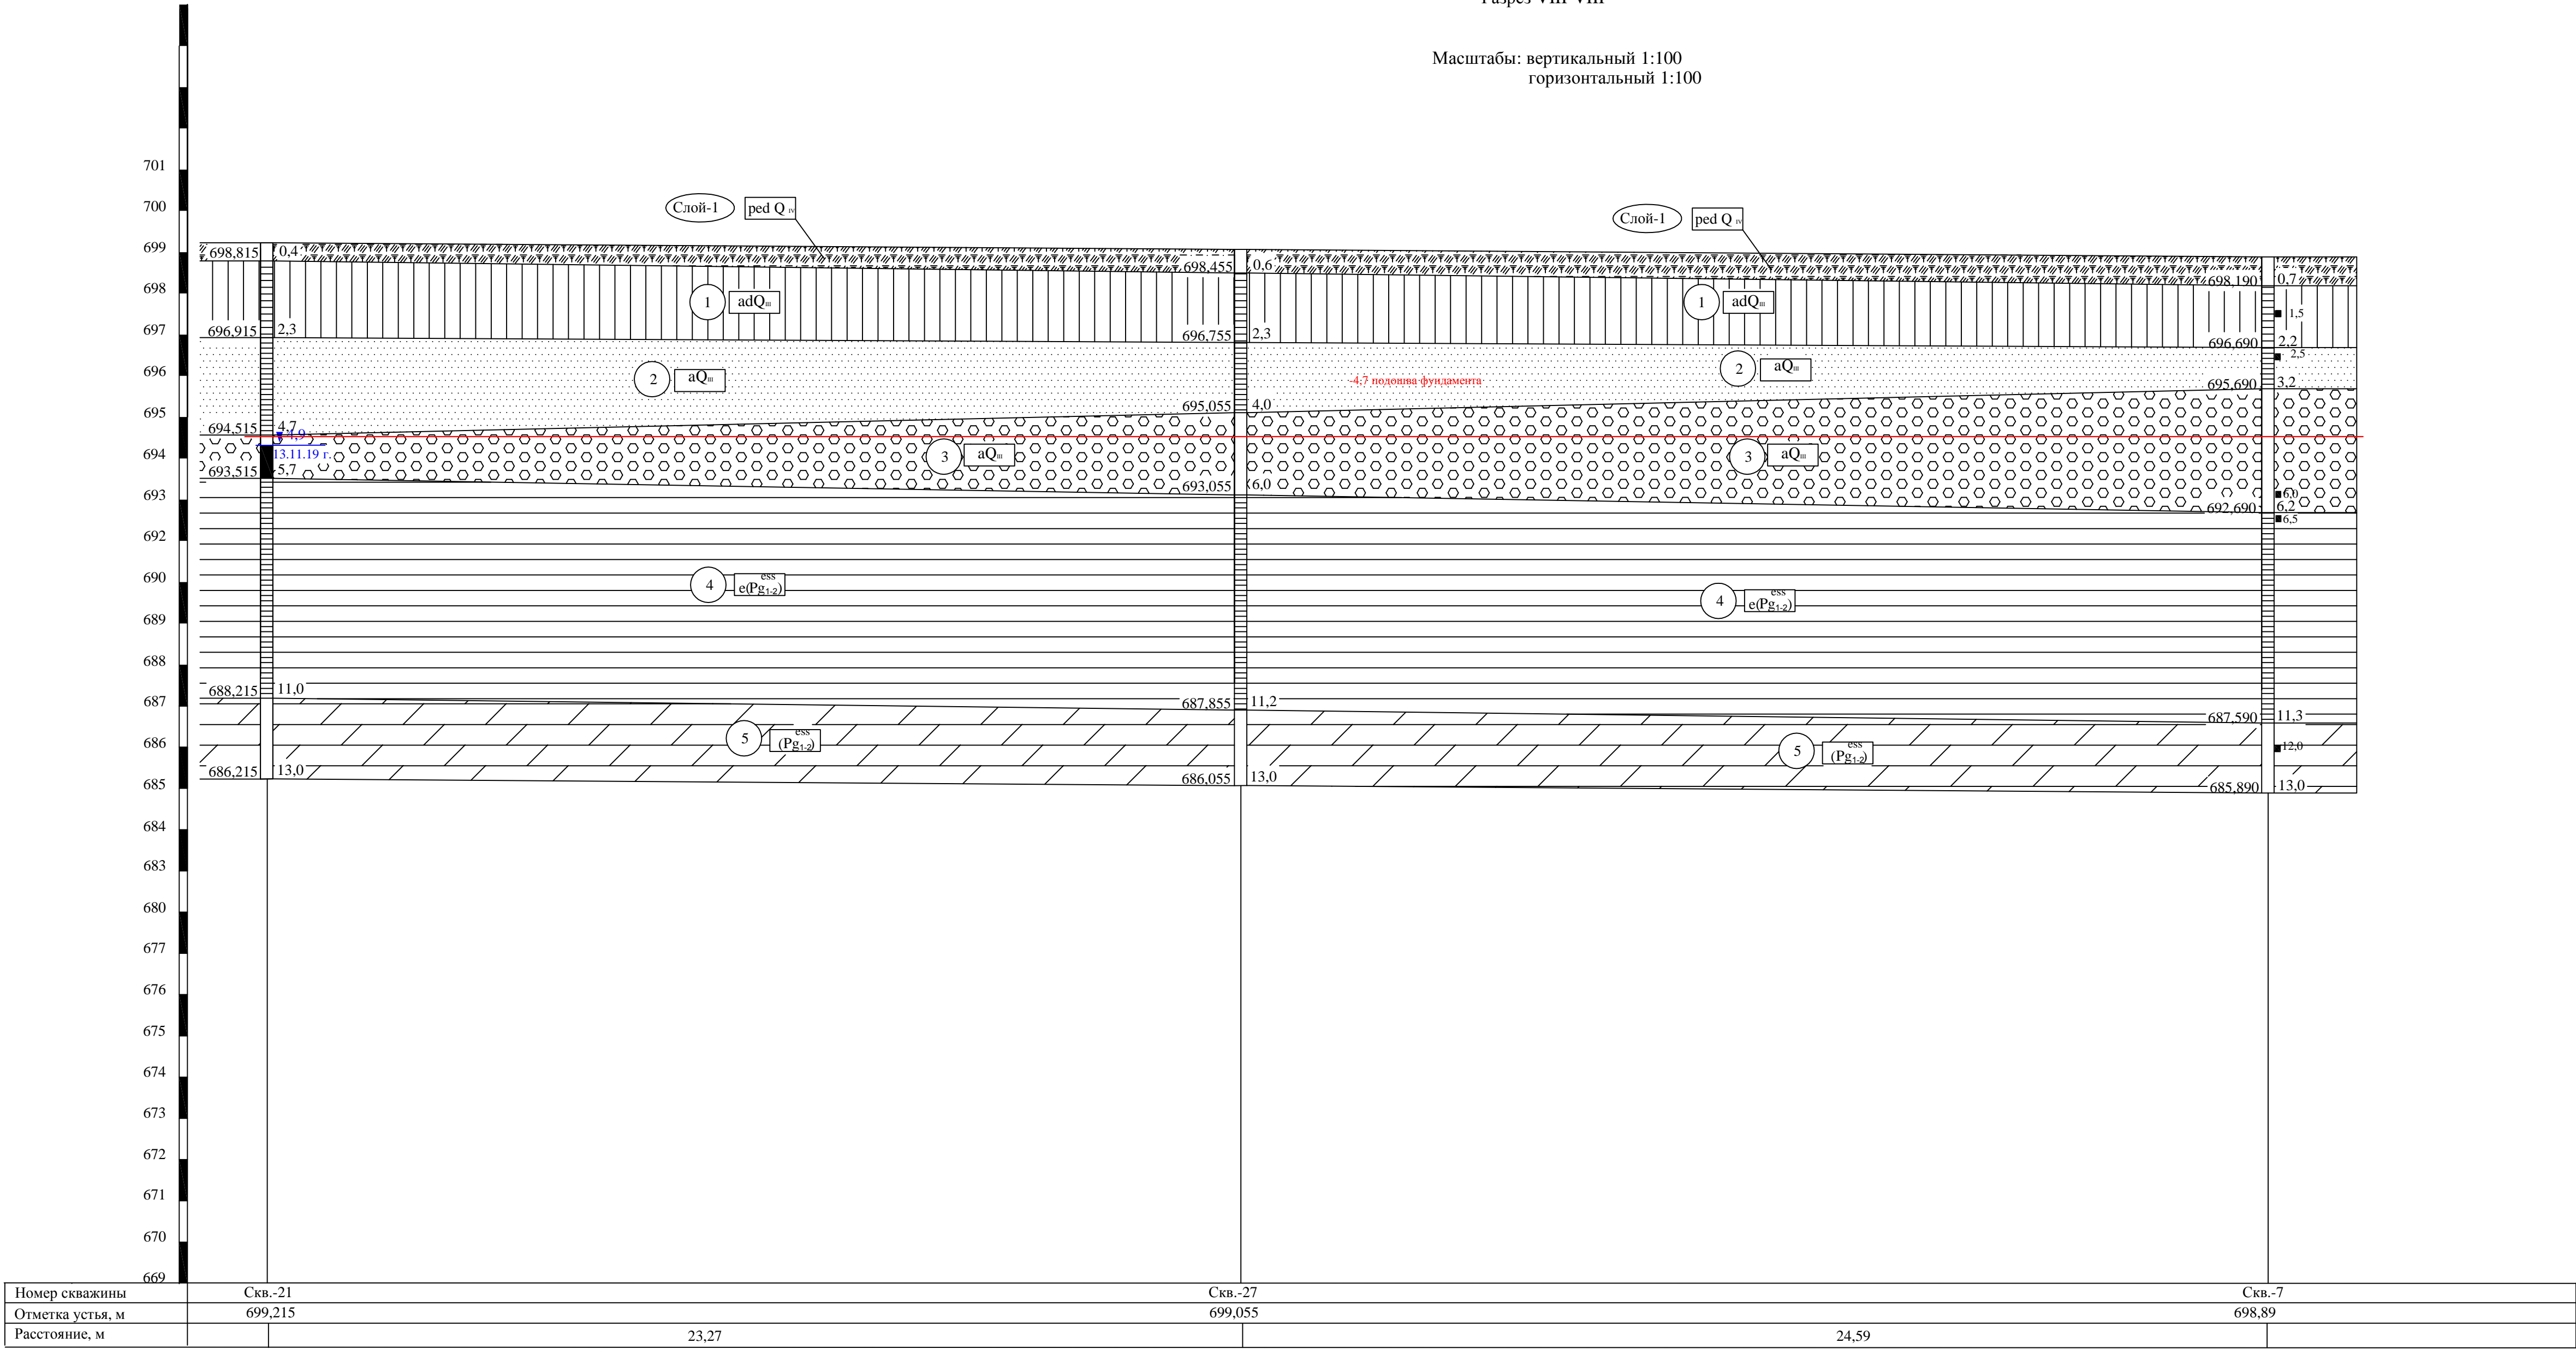 Разрез VIII-VIII
Масштабы: вертикальный 1:100
горизонтальный 1:100
701
700
699
698
697
696
695
694
693
692
690
689
688
687
686
685
684
683
680
677
676
675
674
673
672
671
670
669
Слой-1 ped Q IV
Слой-1 ped Q IV
698,815 0,4
698,455 0,6
698,190 0,7
1 adQIII
1 adQIII
1,5
696,915 2,3
696,755 2,3
696,690 2,2
2,5
2 aQIII
2 aQIII
-4,7 подошва фундамента
695,690 3,2
695,055 4,0
694,515 4,7
4,9
13.11.19 г.
3 aQIII
3 aQIII
693,515 5,7
693,055 6,0
6,0
692,690 6,2
6,5
4 e(Pg1-2)ess
4 e(Pg1-2)ess
688,215 11,0
687,855 11,2
687,590 11,3
5 (Pg1-2)ess
5 (Pg1-2)ess
12,0
686,215 13,0
686,055 13,0
685,890 13,0
Номер скважины Скв.-21 Скв.-27 Скв.-7
Отметка устья, м 699,215 699,055 698,89
Расстояние, м 23,27 24,59